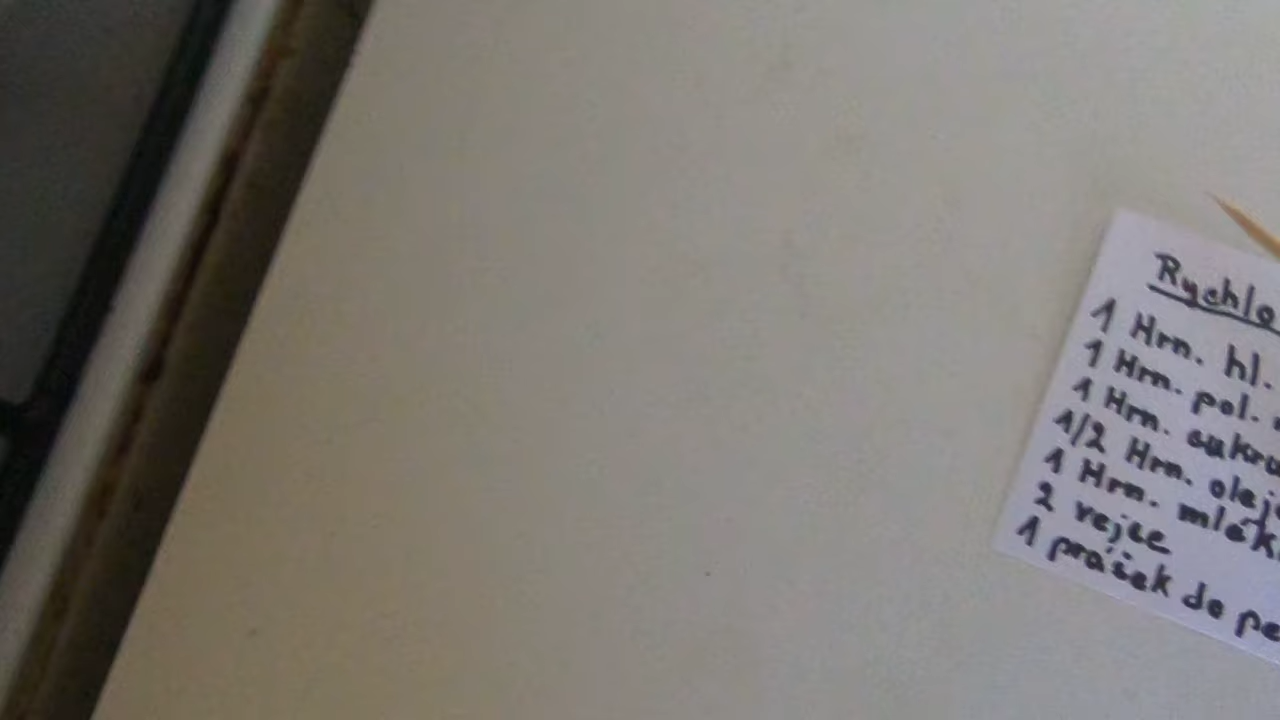 Rychlo
1 Hrn. hl.
1 Hrn. pol.
1 Hrn. cukru
1/2 Hrn. olej
1 Hrn. mlék
2 vejce
1 prášek do pe